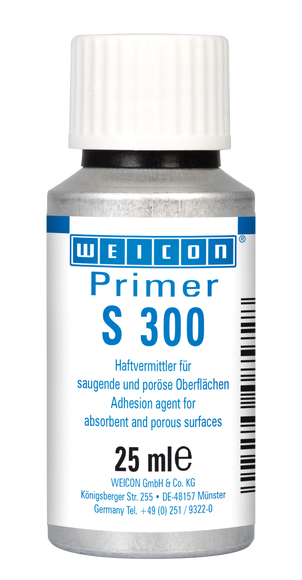 WEICON
Primer
S 300
Haftvermittler für
saugende und poröse Oberflächen
Adhesion agent for
absorbent and porous surfaces
25 ml℮
WEICON GmbH & Co. KG
Königsberger Str. 255 • DE-48157 Münster
Germany Tel. +49 (0) 251 / 9322-0